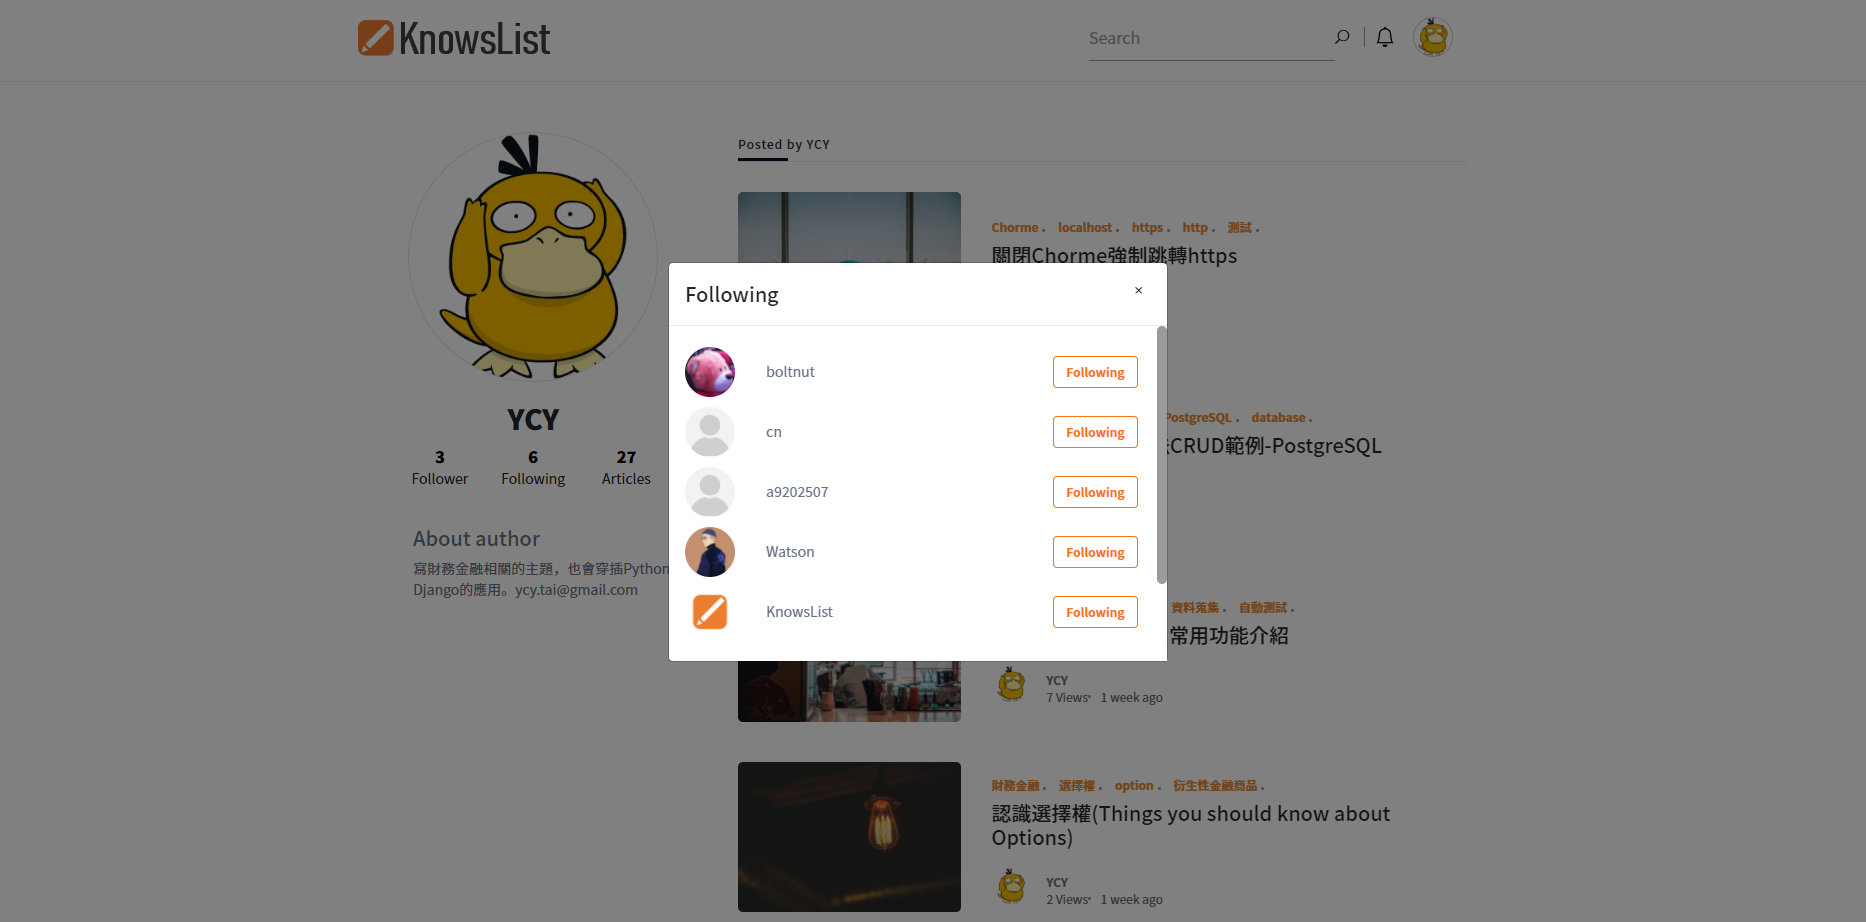 KnowsList
Search
YCY
3
6
27
Follower
Following
Articles
About author
寫財務金融相關的主題，也會穿插Python
Django的應用。ycy.tai@gmail.com
Posted by YCY
Chorme .
localhost .
https .
http .
測試 .
關閉Chorme強制跳轉https
Following
×
boltnut
Following
cn
Following
a9202507
Following
Watson
Following
KnowsList
Following
PostgreSQL .
database .
CRUD範例-PostgreSQL
資料蒐集 .
自動測試 .
常用功能介紹
YCY
7 Views
1 week ago
財務金融 .
選擇權 .
option .
衍生性金融商品 .
認識選擇權(Things you should know about
Options)
YCY
2 Views
1 week ago